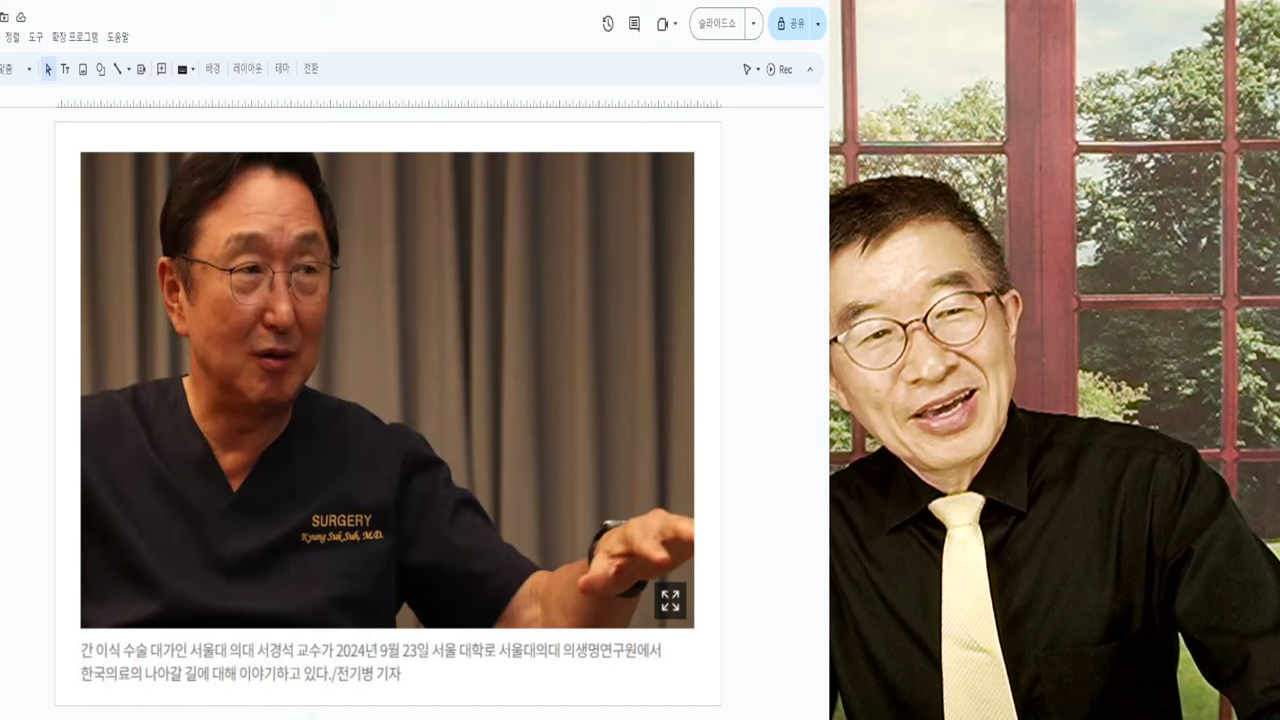 정렬 도구 확장 프로그램 도움말
슬라이드쇼
공유
맞춤
Tr
배경 레이아웃 테마 전환
Rec
SURGERY
Kyung Suk Suh, M.D.
간 이식 수술 대가인 서울대 의대 서경석 교수가 2024년 9월 23일 서울 대학로 서울대의대 의생명연구원에서
한국의료의 나아갈 길에 대해 이야기하고 있다./전기병 기자